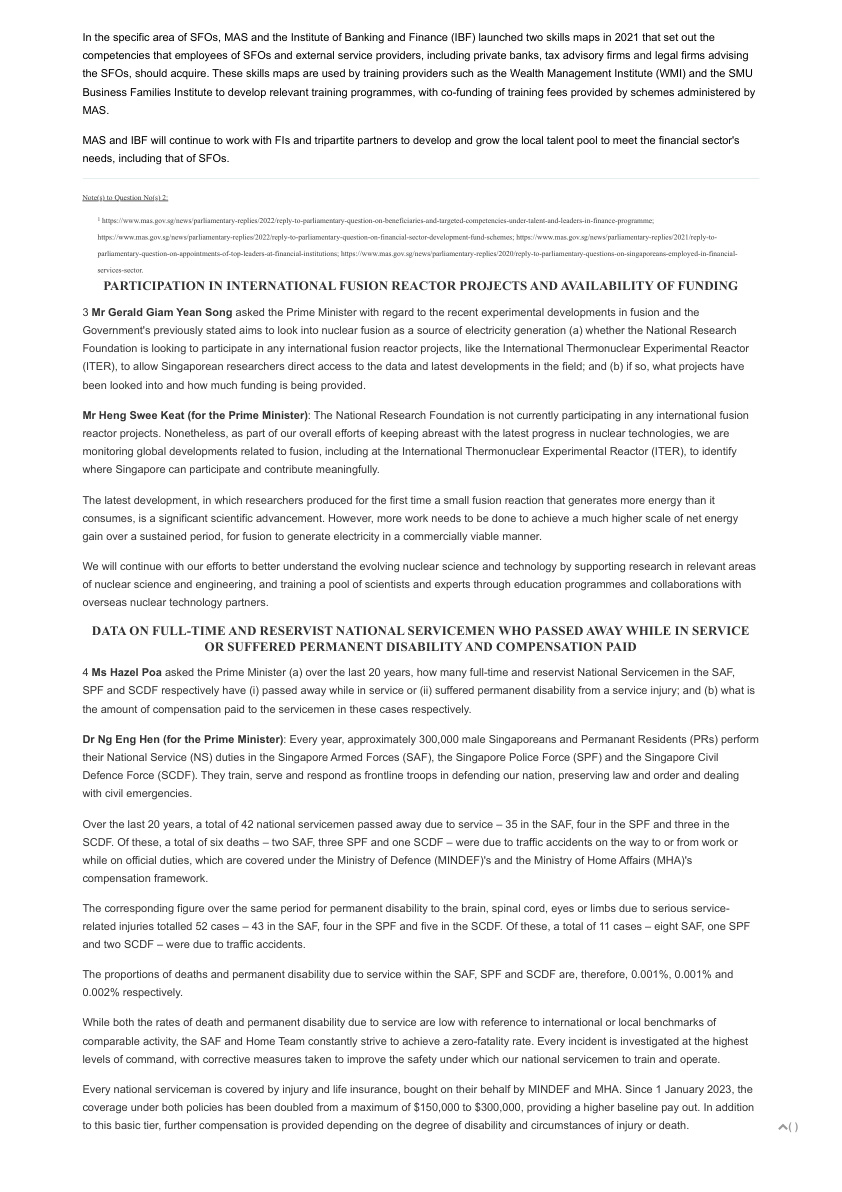 In the specific area of SFOs, MAS and the Institute of Banking and Finance (IBF) launched two skills maps in 2021 that set out the
competencies that employees of SFOs and external service providers, including private banks, tax advisory firms and legal firms advising
the SFOs, should acquire. These skills maps are used by training providers such as the Wealth Management Institute (WMI) and the SMU
Business Families Institute to develop relevant training programmes, with co-funding of training fees provided by schemes administered by
MAS.
MAS and IBF will continue to work with FIs and tripartite partners to develop and grow the local talent pool to meet the financial sector's
needs, including that of SFOs.
Note(s) to Question No(s) 2:
1 https://www.mas.gov.sg/news/parliamentary-replies/2022/reply-to-parliamentary-question-on-beneficiaries-and-targeted-competencies-under-talent-and-leaders-in-finance-programme;
https://www.mas.gov.sg/news/parliamentary-replies/2022/reply-to-parliamentary-question-on-financial-sector-development-fund-schemes; https://www.mas.gov.sg/news/parliamentary-replies/2021/reply-to-
parliamentary-question-on-appointments-of-top-leaders-at-financial-institutions; https://www.mas.gov.sg/news/parliamentary-replies/2020/reply-to-parliamentary-questions-on-singaporeans-employed-in-financial-
services-sector.
PARTICIPATION IN INTERNATIONAL FUSION REACTOR PROJECTS AND AVAILABILITY OF FUNDING
3 Mr Gerald Giam Yean Song asked the Prime Minister with regard to the recent experimental developments in fusion and the
Government's previously stated aims to look into nuclear fusion as a source of electricity generation (a) whether the National Research
Foundation is looking to participate in any international fusion reactor projects, like the International Thermonuclear Experimental Reactor
(ITER), to allow Singaporean researchers direct access to the data and latest developments in the field; and (b) if so, what projects have
been looked into and how much funding is being provided.
Mr Heng Swee Keat (for the Prime Minister): The National Research Foundation is not currently participating in any international fusion
reactor projects. Nonetheless, as part of our overall efforts of keeping abreast with the latest progress in nuclear technologies, we are
monitoring global developments related to fusion, including at the International Thermonuclear Experimental Reactor (ITER), to identify
where Singapore can participate and contribute meaningfully.
The latest development, in which researchers produced for the first time a small fusion reaction that generates more energy than it
consumes, is a significant scientific advancement. However, more work needs to be done to achieve a much higher scale of net energy
gain over a sustained period, for fusion to generate electricity in a commercially viable manner.
We will continue with our efforts to better understand the evolving nuclear science and technology by supporting research in relevant areas
of nuclear science and engineering, and training a pool of scientists and experts through education programmes and collaborations with
overseas nuclear technology partners.
DATA ON FULL-TIME AND RESERVIST NATIONAL SERVICEMEN WHO PASSED AWAY WHILE IN SERVICE
OR SUFFERED PERMANENT DISABILITY AND COMPENSATION PAID
4 Ms Hazel Poa asked the Prime Minister (a) over the last 20 years, how many full-time and reservist National Servicemen in the SAF,
SPF and SCDF respectively have (i) passed away while in service or (ii) suffered permanent disability from a service injury; and (b) what is
the amount of compensation paid to the servicemen in these cases respectively.
Dr Ng Eng Hen (for the Prime Minister): Every year, approximately 300,000 male Singaporeans and Permanant Residents (PRs) perform
their National Service (NS) duties in the Singapore Armed Forces (SAF), the Singapore Police Force (SPF) and the Singapore Civil
Defence Force (SCDF). They train, serve and respond as frontline troops in defending our nation, preserving law and order and dealing
with civil emergencies.
Over the last 20 years, a total of 42 national servicemen passed away due to service – 35 in the SAF, four in the SPF and three in the
SCDF. Of these, a total of six deaths – two SAF, three SPF and one SCDF – were due to traffic accidents on the way to or from work or
while on official duties, which are covered under the Ministry of Defence (MINDEF)'s and the Ministry of Home Affairs (MHA)'s
compensation framework.
The corresponding figure over the same period for permanent disability to the brain, spinal cord, eyes or limbs due to serious service-
related injuries totalled 52 cases – 43 in the SAF, four in the SPF and five in the SCDF. Of these, a total of 11 cases – eight SAF, one SPF
and two SCDF – were due to traffic accidents.
The proportions of deaths and permanent disability due to service within the SAF, SPF and SCDF are, therefore, 0.001%, 0.001% and
0.002% respectively.
While both the rates of death and permanent disability due to service are low with reference to international or local benchmarks of
comparable activity, the SAF and Home Team constantly strive to achieve a zero-fatality rate. Every incident is investigated at the highest
levels of command, with corrective measures taken to improve the safety under which our national servicemen to train and operate.
Every national serviceman is covered by injury and life insurance, bought on their behalf by MINDEF and MHA. Since 1 January 2023, the
coverage under both policies has been doubled from a maximum of $150,000 to $300,000, providing a higher baseline pay out. In addition
to this basic tier, further compensation is provided depending on the degree of disability and circumstances of injury or death.
( )